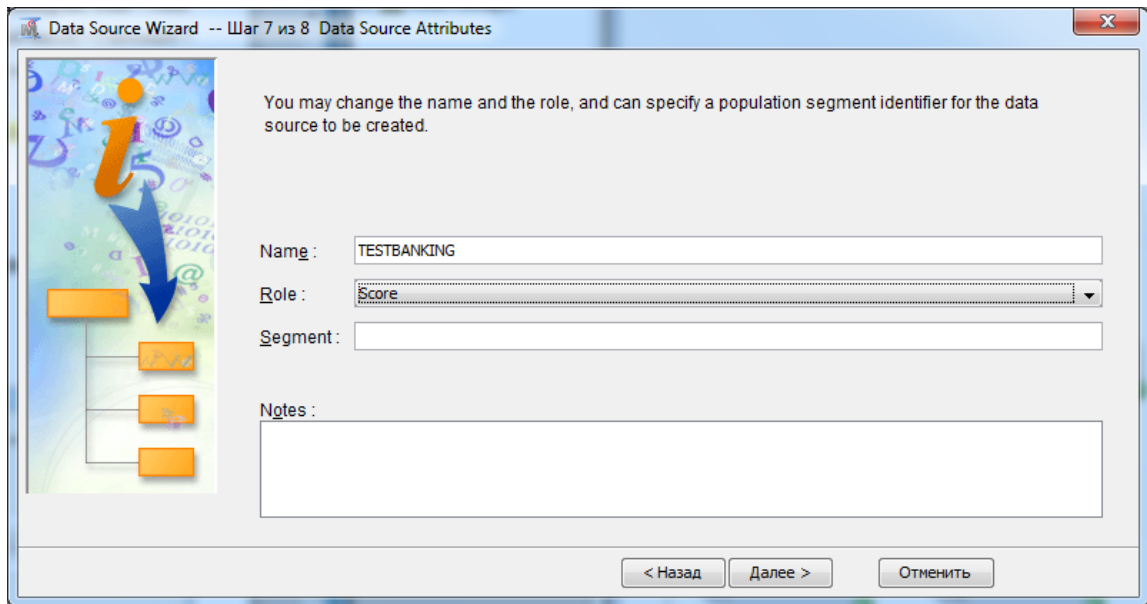 Data Source Wizard -- Шаг 7 из 8 Data Source Attributes
You may change the name and the role, and can specify a population segment identifier for the data
source to be created.
Name : TESTBANKING
Role : Score
Segment :
Notes :
< Назад Далее > Отменить